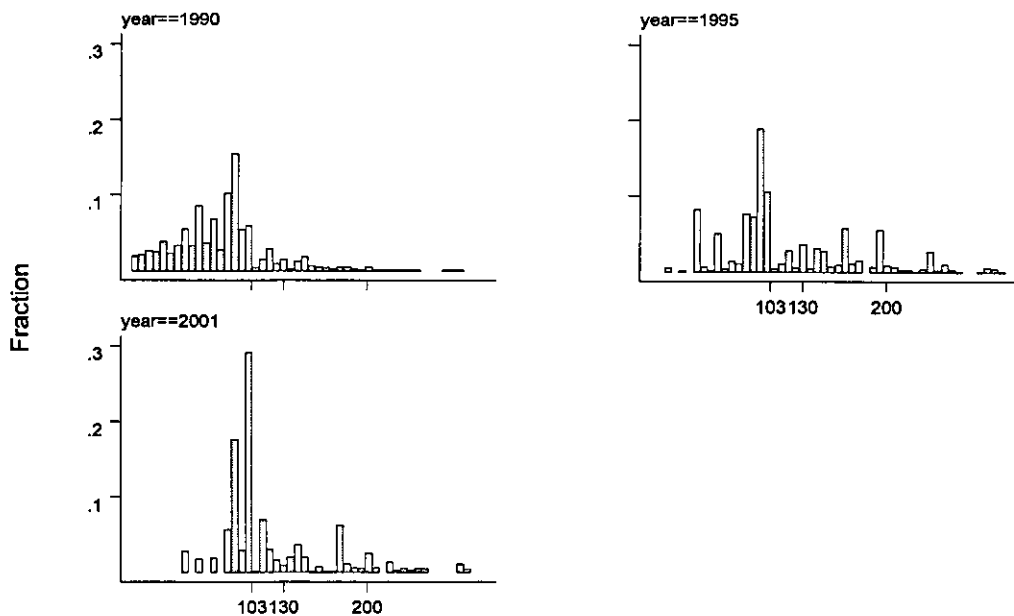 year==1990
.3
.2
.1
year==1995
103130
200
Fraction
year==2001
.3
.2
.1
103130
200